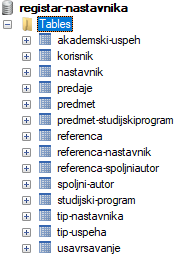 registar-nastavnika
Tables
akademski-uspeh
korisnik
nastavnik
predaje
predmet
predmet-studijskiprogram
referenca
referenca-nastavnik
referenca-spoljniautor
spoljni-autor
studijski-program
tip-nastavnika
tip-uspeha
usavrsavanje